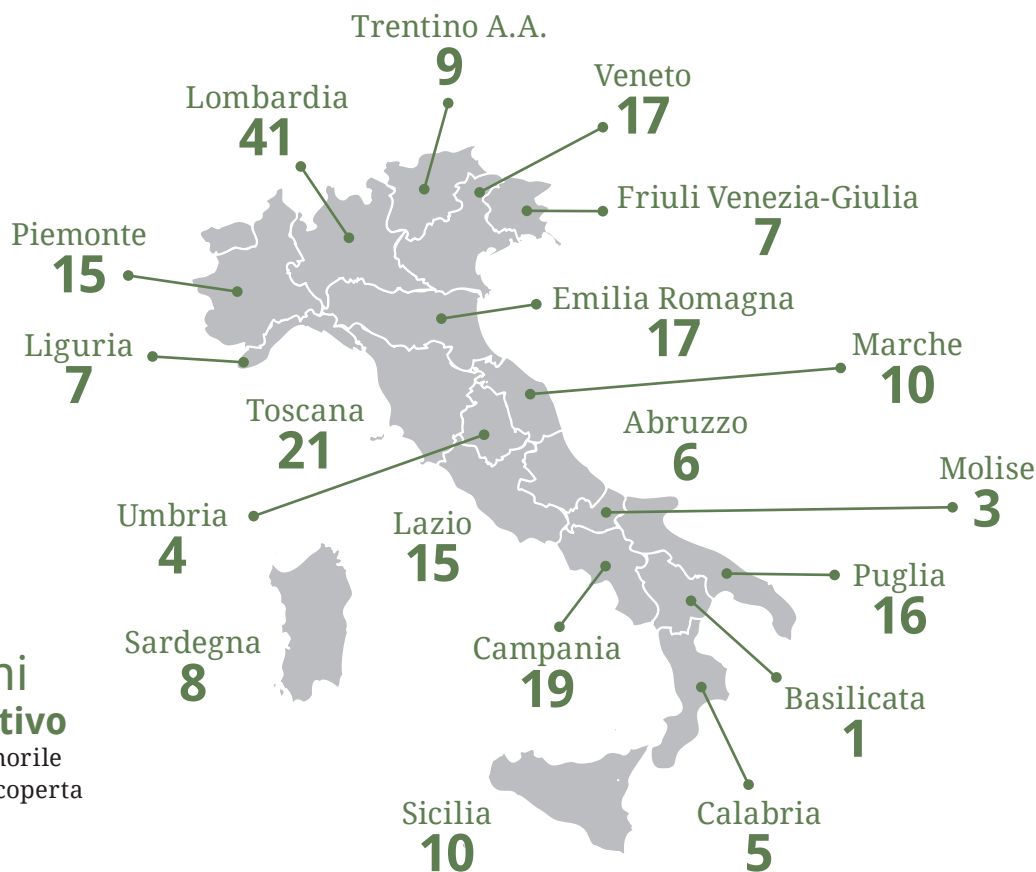 Trentino A.A.
9
Veneto
17
Lombardia
41
Friuli Venezia-Giulia
7
Piemonte
15
Emilia Romagna
17
Liguria
7
Marche
10
Toscana
21
Abruzzo
6
Molise
3
Umbria
4
Lazio
15
Puglia
16
Sardegna
8
Campania
19
Basilicata
1
Sicilia
10
Calabria
5